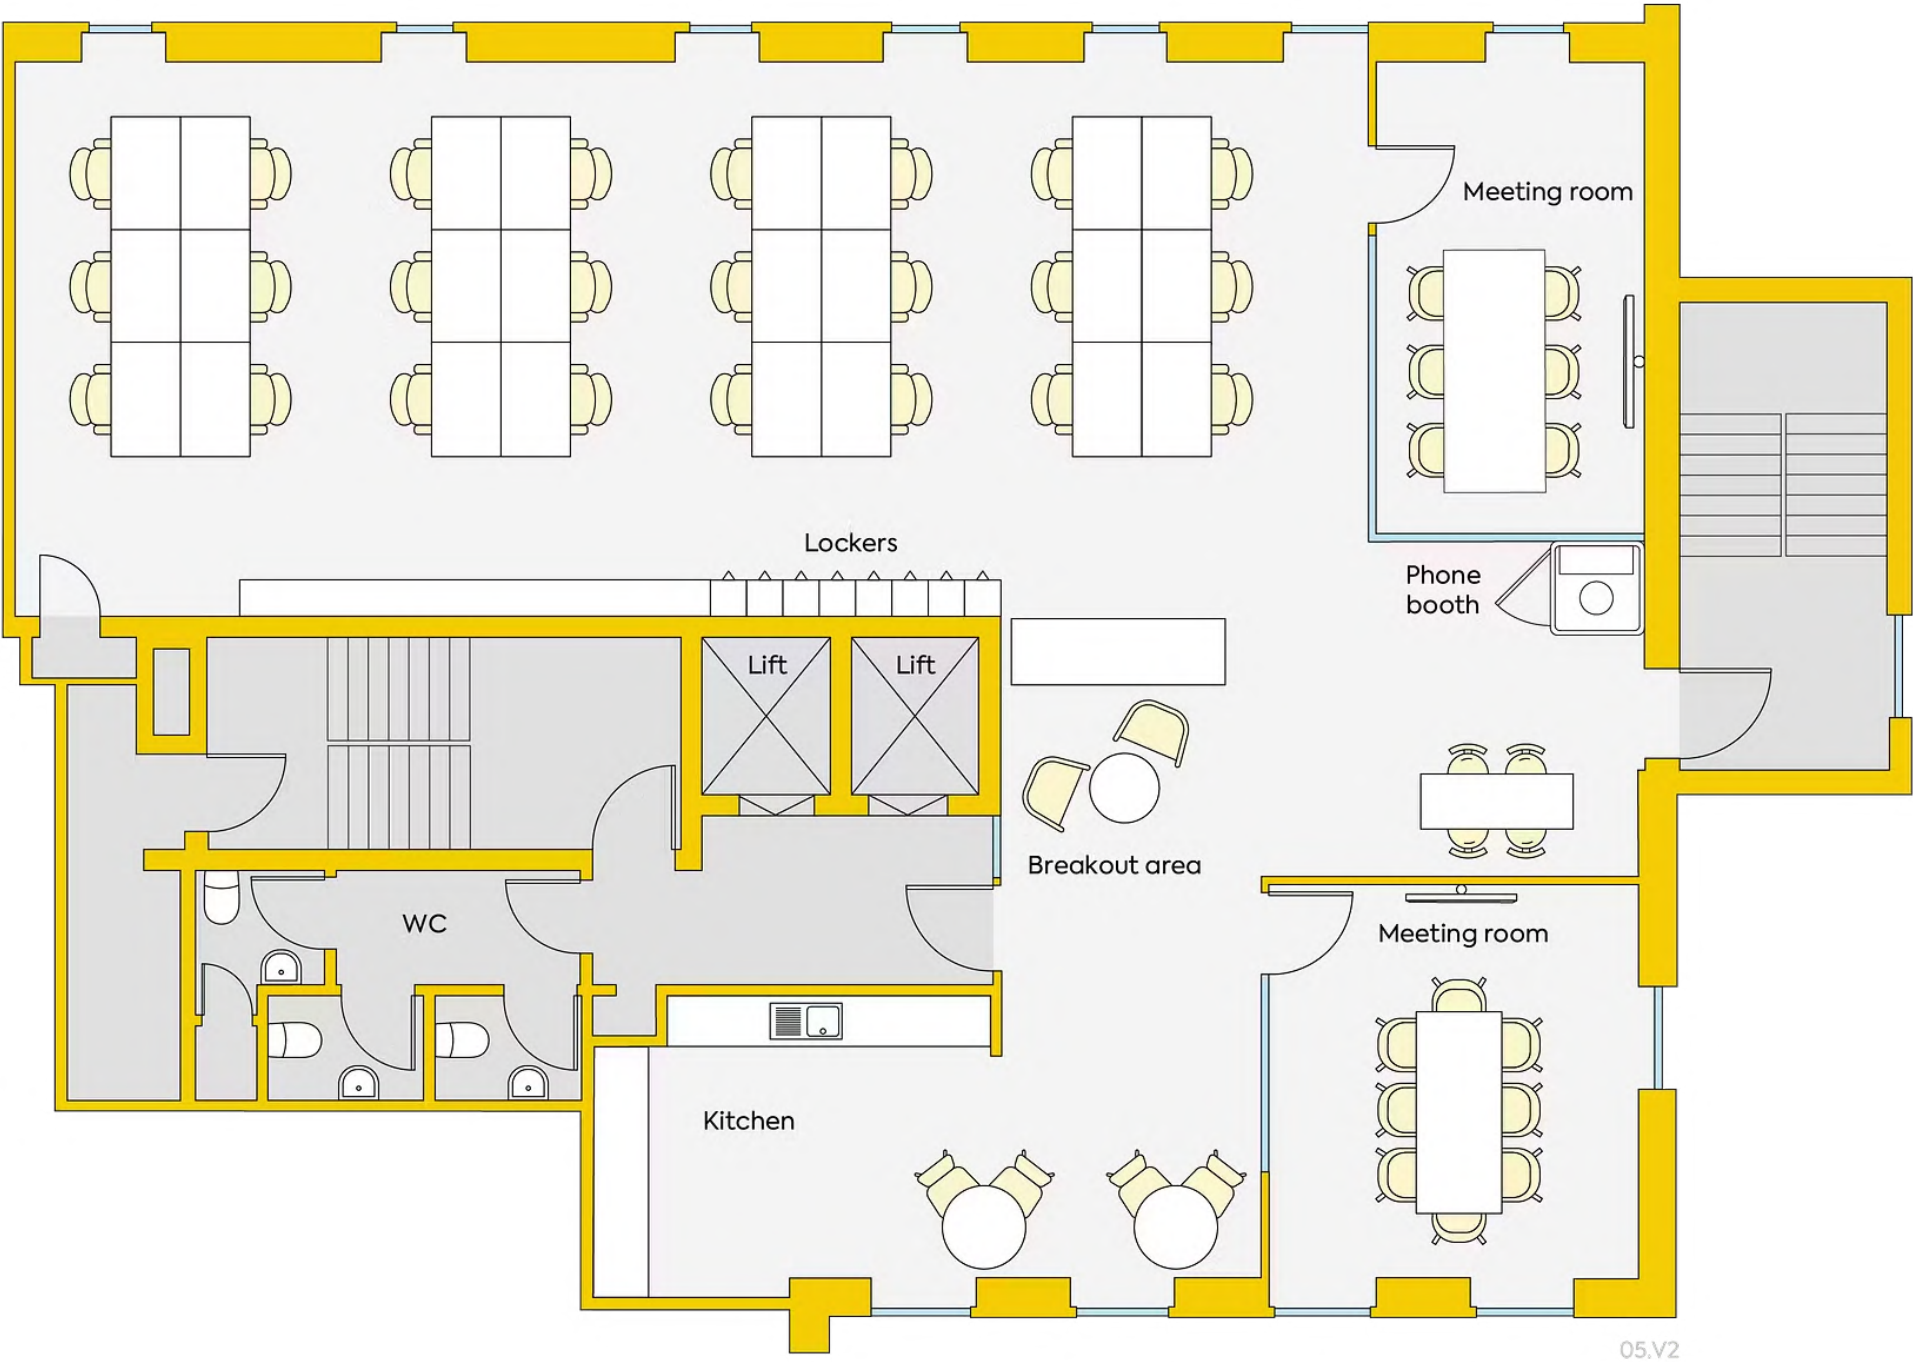 Meeting room
Lockers
Phone
booth
Lift
Lift
Breakout area
WC
Meeting room
Kitchen
05.V2